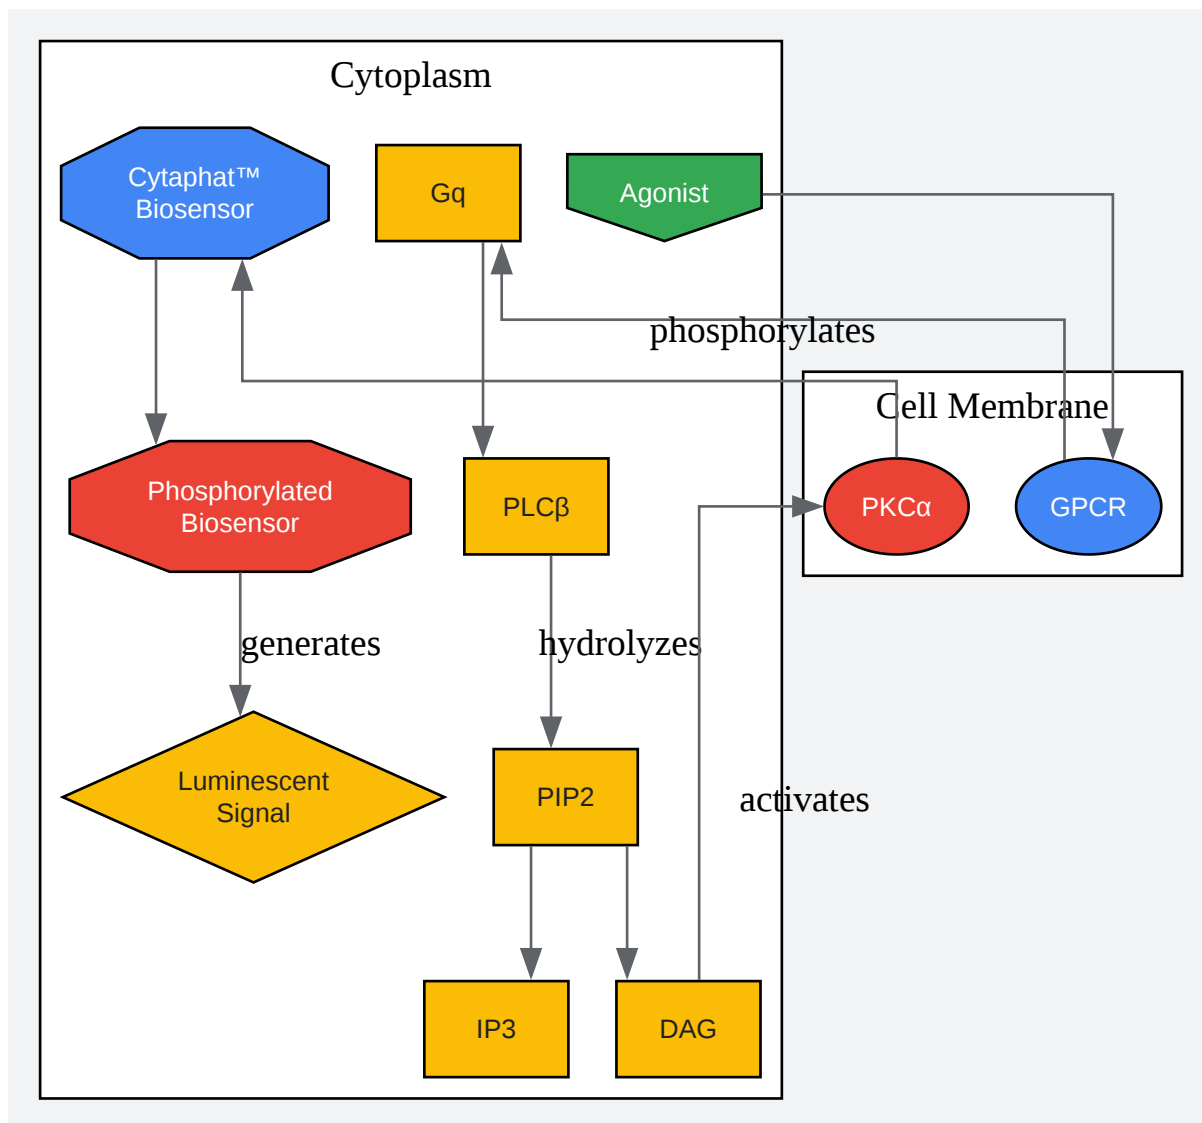 Cytoplasm
Cytaphat™
Biosensor
Gq
Agonist
phosphorylates
Cell Membrane
Phosphorylated
Biosensor
PLCβ
PKCα
GPCR
generates
hydrolyzes
Luminescent
Signal
PIP2
activates
IP3
DAG